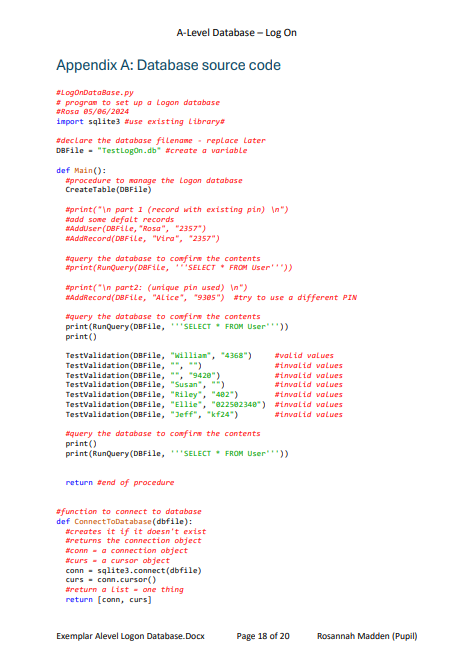 A-Level Database – Log On
Appendix A: Database source code
#LogOnDataBase.py
# program to set up a logon database
#Rosa 05/06/2024
import sqlite3 #use existing library#
#declare the database filename - replace later
DBFile = "TestLogOn.db" #create a variable
def Main():
#procedure to manage the logon database
CreateTable(DBFile)
#print("\n part 1 (record with existing pin) \n")
#add some defalt records
#AddUser(DBFile,"Rosa", "2357")
#AddRecord(DBFile, "Vira", "2357")
#query the database to comfirm the contents
#print(RunQuery(DBFile, '''SELECT * FROM User'''))
#print("\n part2: (unique pin used) \n")
#AddRecord(DBFile, "Alice", "9305")  #try to use a different PIN
#query the database to comfirm the contents
print(RunQuery(DBFile, '''SELECT * FROM User'''))
print()
TestValidation(DBFile, "William", "4368")     #valid values
TestValidation(DBFile, "", "")                #invalid values
TestValidation(DBFile, "", "9420")            #invalid values
TestValidation(DBFile, "Susan", "")           #invalid values
TestValidation(DBFile, "Riley", "402")        #invalid values
TestValidation(DBFile, "Ellie", "022502340")  #invalid values
TestValidation(DBFile, "Jeff", "kf24")        #invalid values
#query the database to comfirm the contents
print()
print(RunQuery(DBFile, '''SELECT * FROM User'''))
return #end of procedure
#function to connect to database
def ConnectToDatabase(dbfile):
#creates it if it doesn't exist
#returns the connection object
#conn = a connection object
#curs = a cursor object
conn = sqlite3.connect(dbfile)
curs = conn.cursor()
#return a list = one thing
return [conn, curs]
Exemplar Alevel Logon Database.Docx Page 18 of 20 Rosannah Madden (Pupil)